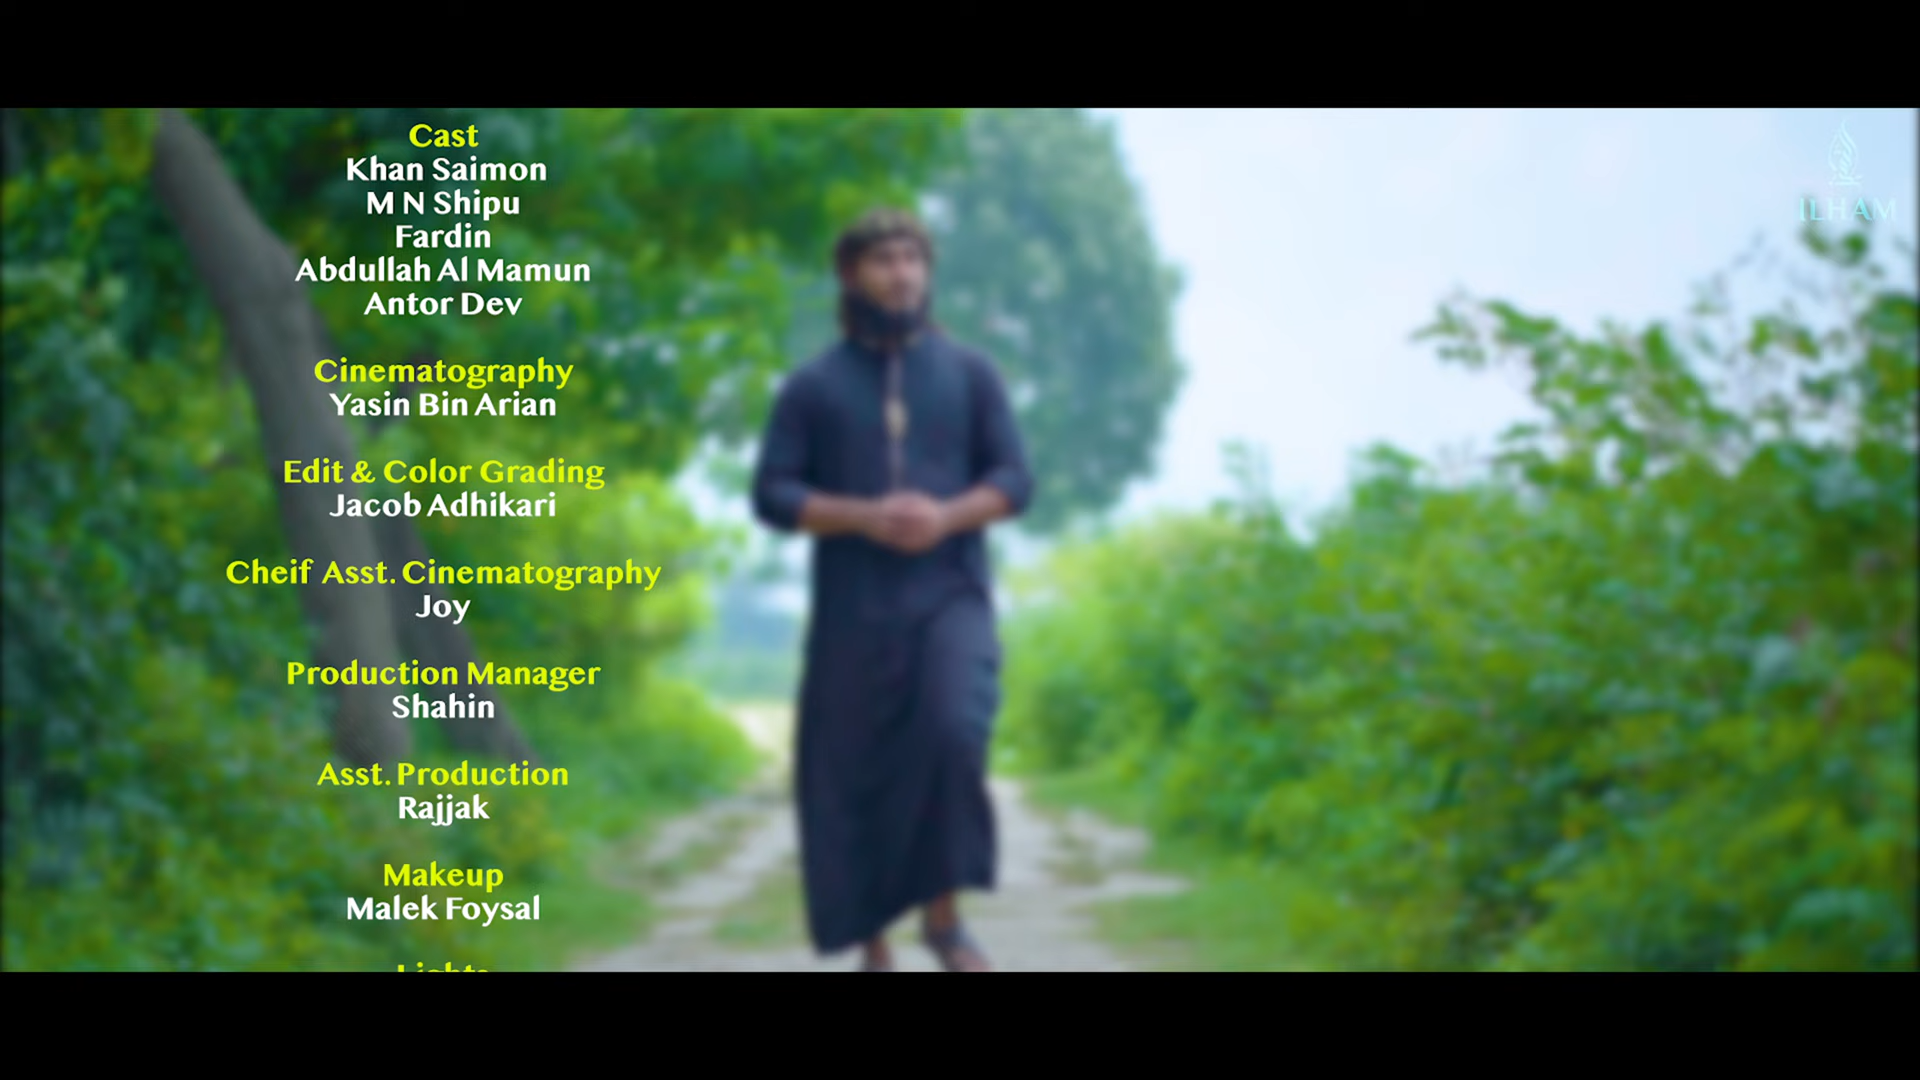 Cast
Khan Saimon
M N Shipu
Fardin
Abdullah Al Mamun
Antor Dev
Cinematography
Yasin Bin Arian
Edit & Color Grading
Jacob Adhikari
Cheif Asst. Cinematography
Joy
Production Manager
Shahin
Asst. Production
Rajjak
Makeup
Malek Foysal
Lights
ILHAM